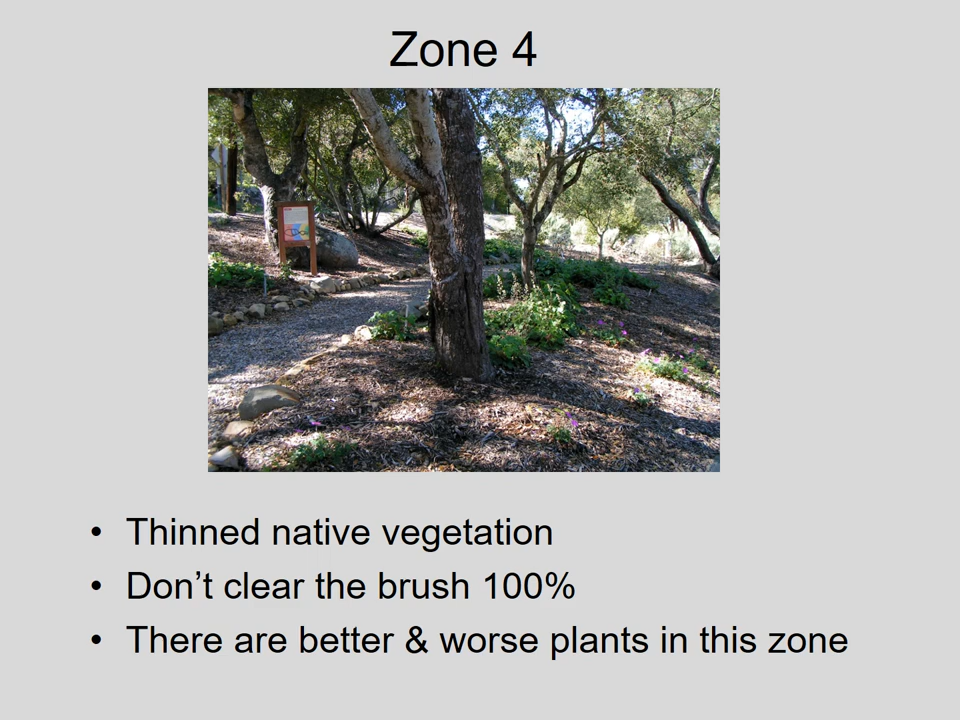 Zone 4
• Thinned native vegetation
• Don’t clear the brush 100%
• There are better & worse plants in this zone